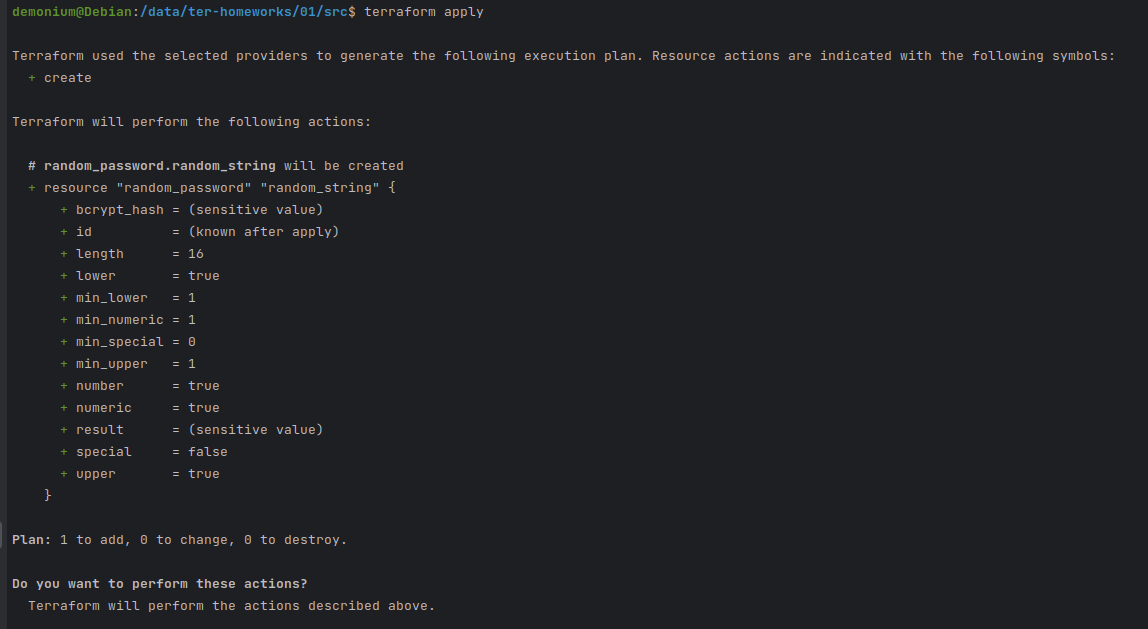 demonium@Debian:/data/ter-homeworks/01/src$ terraform apply

Terraform used the selected providers to generate the following execution plan. Resource actions are indicated with the following symbols:
  + create

Terraform will perform the following actions:

  # random_password.random_string will be created
  + resource "random_password" "random_string" {
      + bcrypt_hash = (sensitive value)
      + id          = (known after apply)
      + length      = 16
      + lower       = true
      + min_lower   = 1
      + min_numeric = 1
      + min_special = 0
      + min_upper   = 1
      + number      = true
      + numeric     = true
      + result      = (sensitive value)
      + special     = false
      + upper       = true
    }

Plan: 1 to add, 0 to change, 0 to destroy.

Do you want to perform these actions?
  Terraform will perform the actions described above.